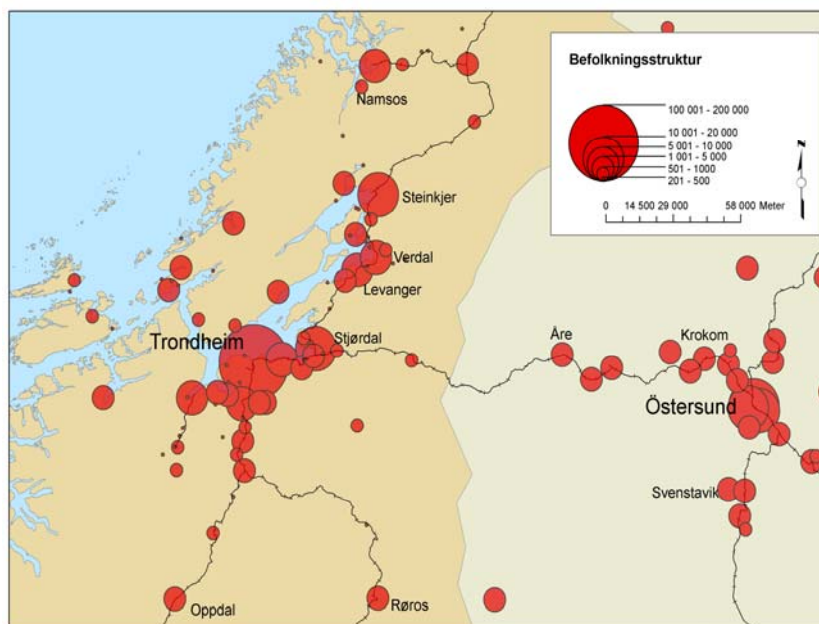 Befolkningsstruktur
100 001 - 200 000
10 001 - 20 000
5 001 - 10 000
1 001 - 5 000
501 - 1000
201 - 500
N
0 14 500 29 000 58 000 Meter
Namsos
Steinkjer
Verdal
Levanger
Trondheim
Stjørdal
Åre
Krokom
Östersund
Svenstavik
Oppdal
Røros